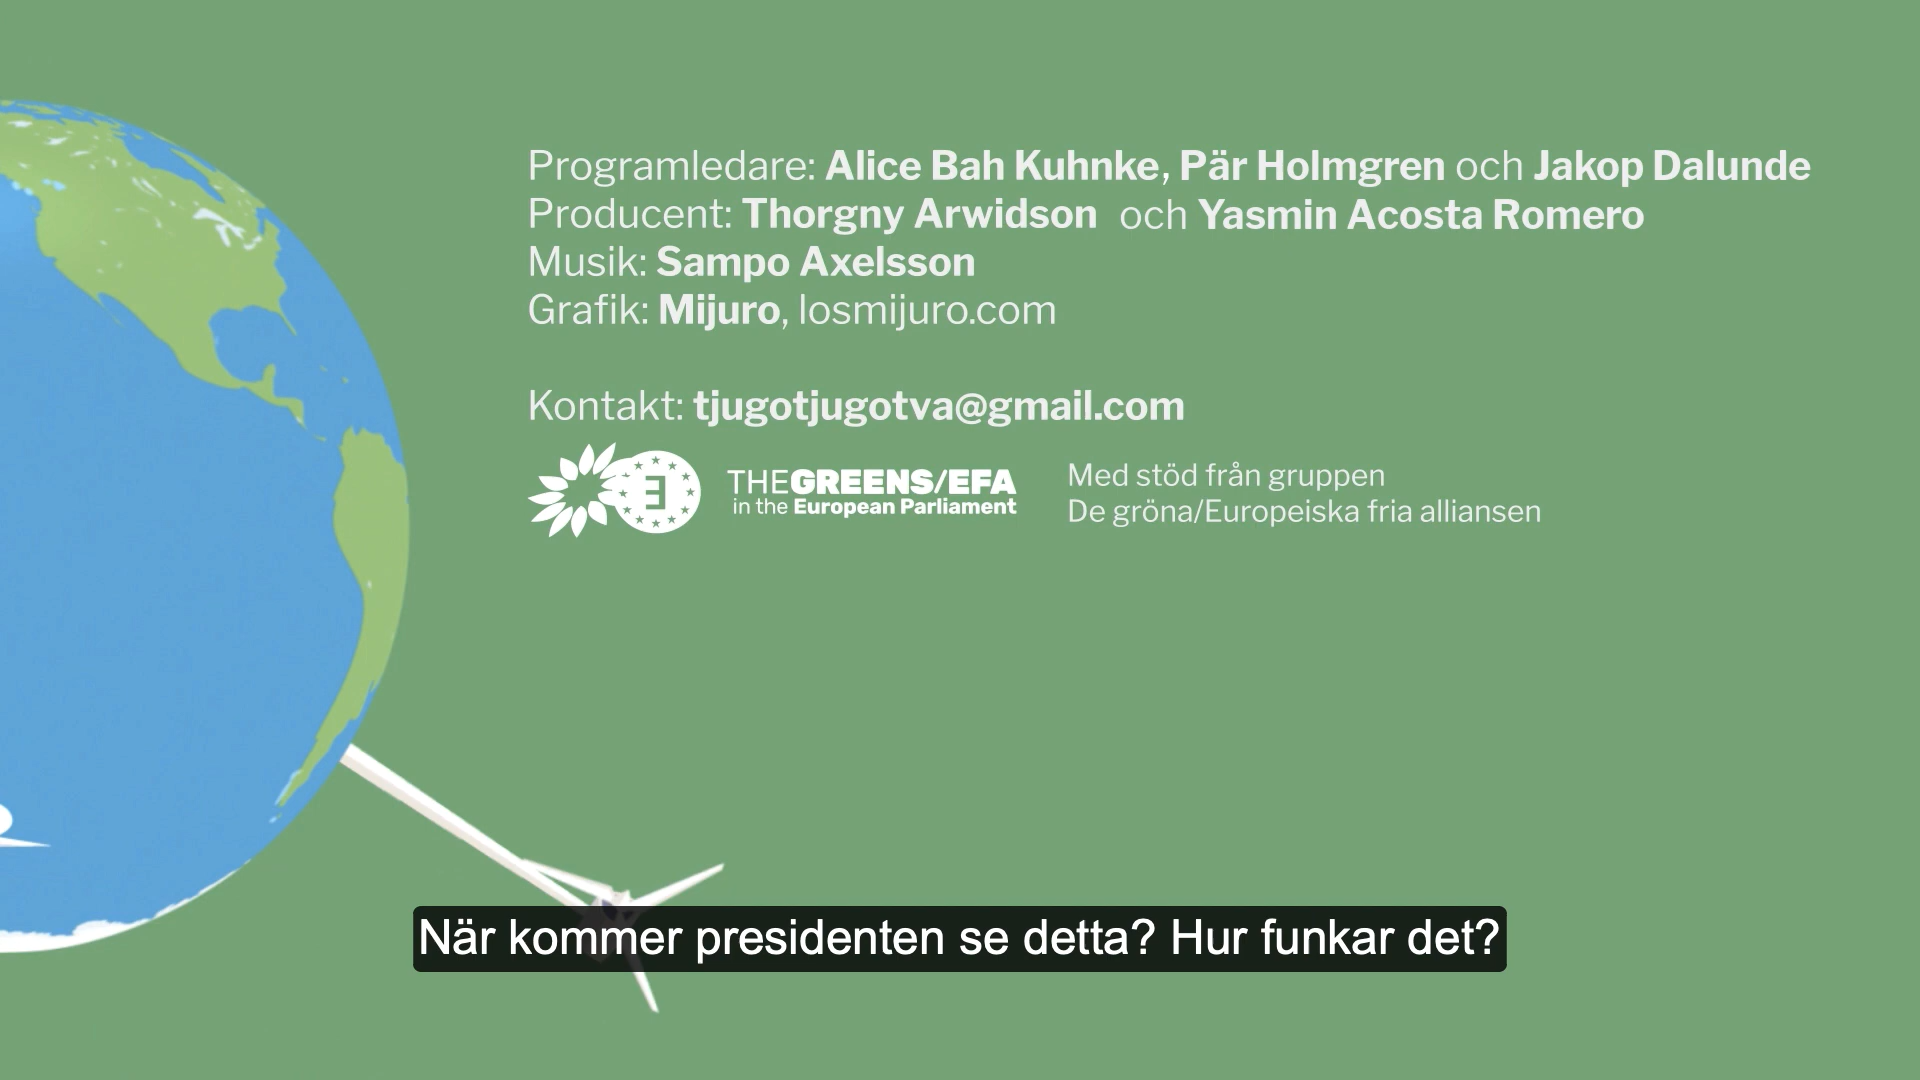 Programledare: Alice Bah Kuhnke, Pär Holmgren och Jakop Dalunde
Producent: Thorgny Arwidson och Yasmin Acosta Romero
Musik: Sampo Axelsson
Grafik: Mijuro, losmijuro.com
Kontakt: tjugotjugotva@gmail.com
THE GREENS/EFA
in the European Parliament
Med stöd från gruppen
De gröna/Europeiska fria alliansen
När kommer presidenten se detta? Hur funkar det?